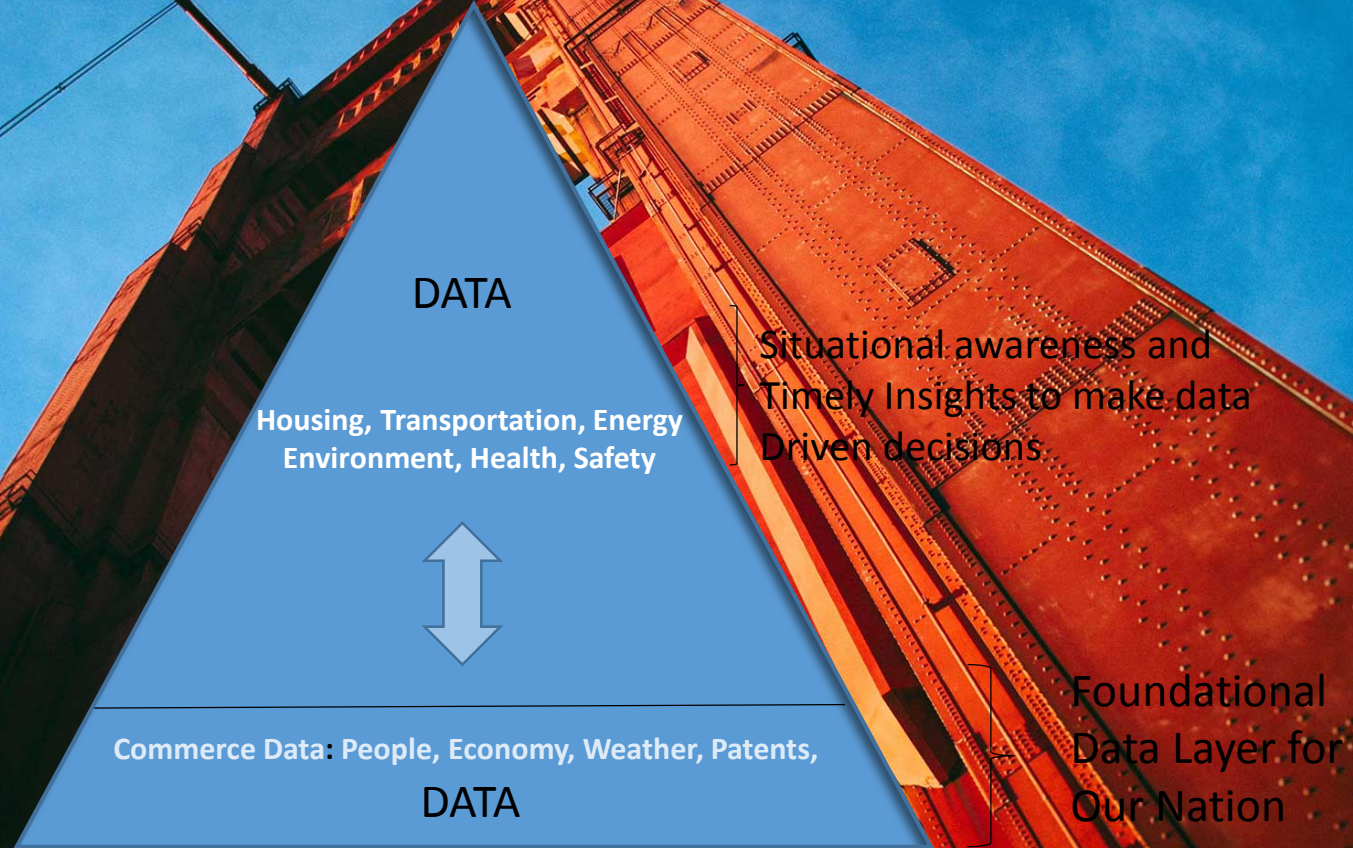 DATA
Housing, Transportation, Energy
Environment, Health, Safety
Situational awareness and
Timely Insights to make data
Driven decisions
Commerce Data: People, Economy, Weather, Patents,
DATA
Foundational
Data Layer for
Our Nation